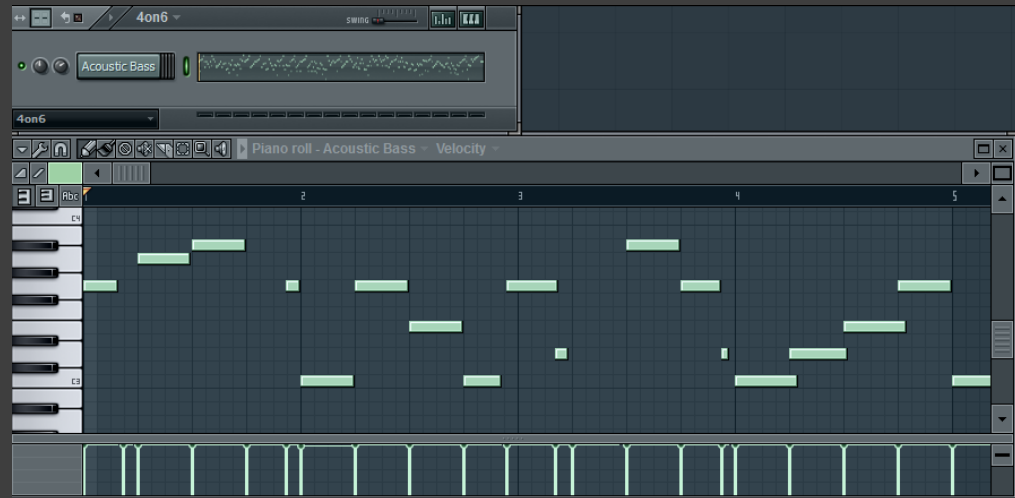 4on6
SWING
Acoustic Bass
4on6
Piano roll - Acoustic Bass Velocity
Abc 1 2 3 4 5
C4
C3